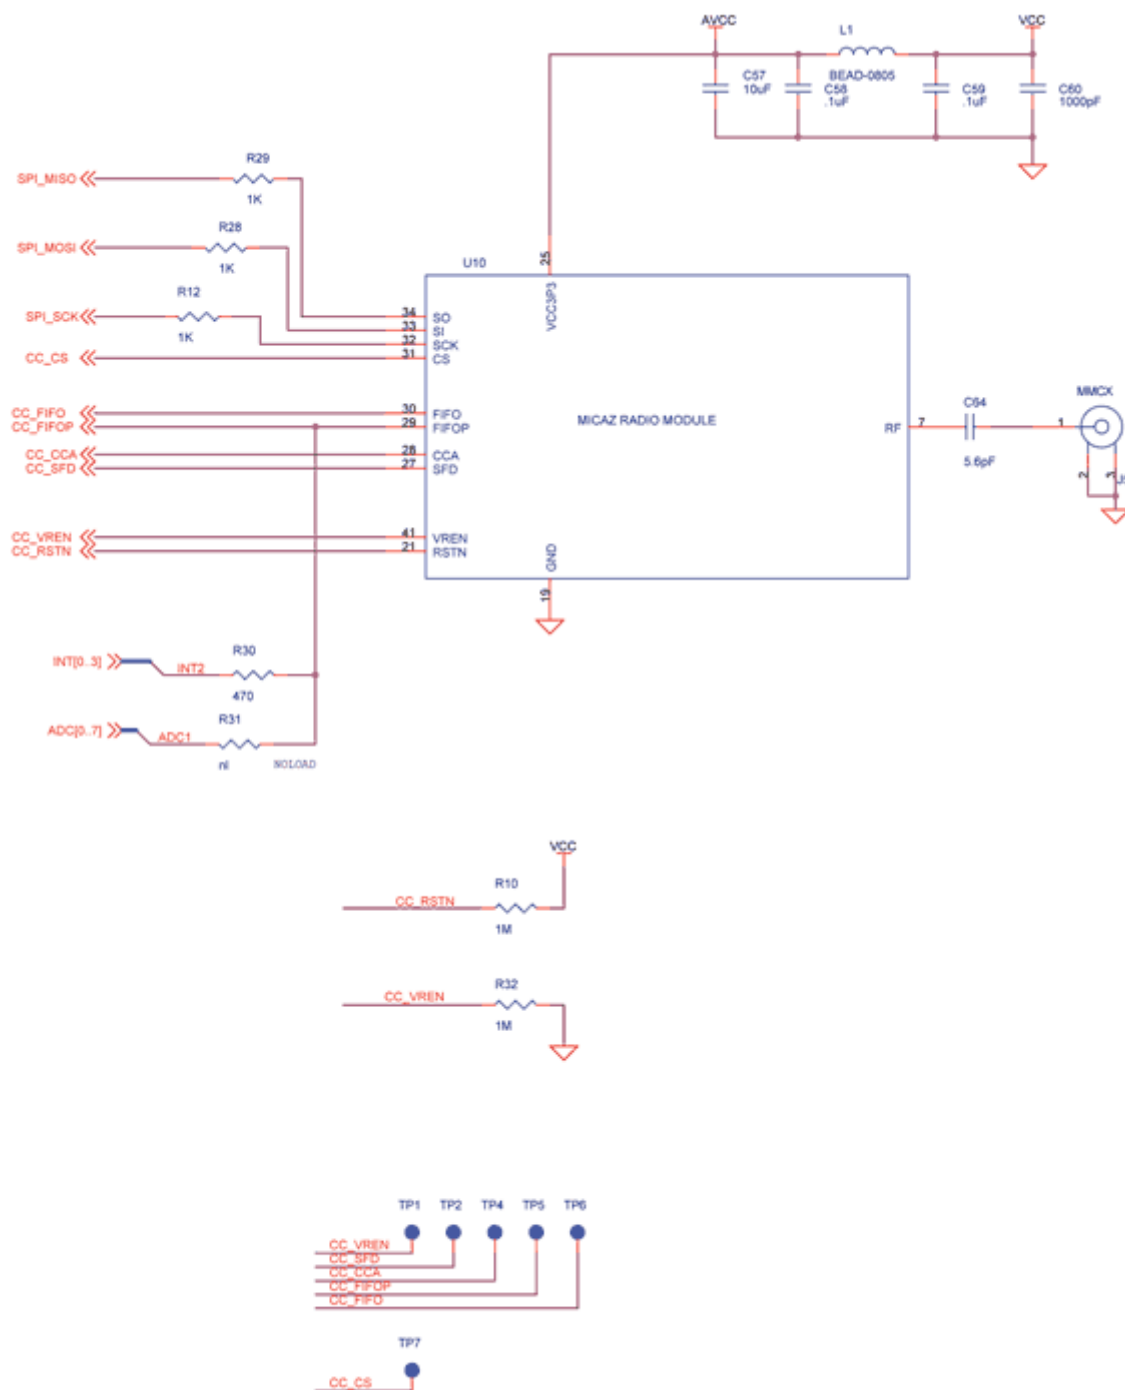 AVCC
L1
VCC
BEAD-0805
C57
10uF
C58
.1uF
C59
.1uF
C60
1000pF
R29
SPI_MISO
1K
R28
SPI_MOSI
1K
R12
SPI_SCK
1K
CC_CS
U10
25
VCC3P3
34 SO
33 SI
32 SCK
31 CS
CC_FIFO
30 FIFO
CC_FIFOP
29 FIFOP
CC_CCA
28 CCA
CC_SFD
27 SFD
CC_VREN
41 VREN
CC_RSTN
21 RSTN
MICAZ RADIO MODULE
RF 7
C64
5.6pF
1
MMCX
2
3
GND
19
INT[0..3]
INT2
R30
470
ADC[0..7]
ADC1
R31
nl
NOLOAD
VCC
CC_RSTN
R10
1M
CC_VREN
R32
1M
TP1 TP2 TP4 TP5 TP6
CC_VREN
CC_SFD
CC_CCA
CC_FIFOP
CC_FIFO
TP7
CC_CS